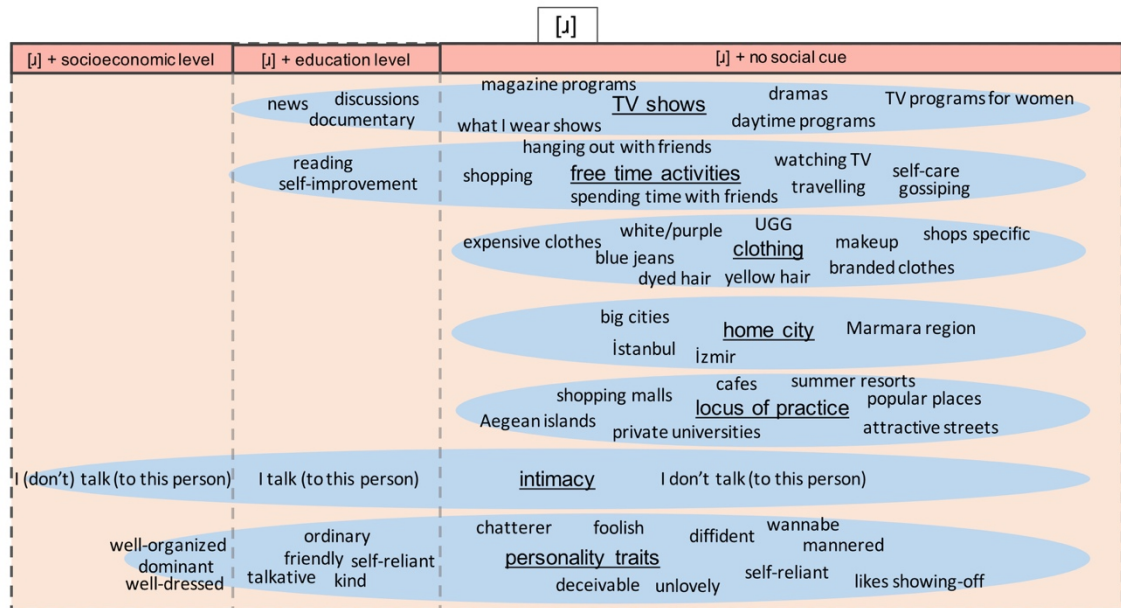 [ɹ]
[ɹ] + socioeconomic level
[ɹ] + education level
[ɹ] + no social cue
news
discussions
documentary
magazine programs
TV shows
dramas
TV programs for women
what I wear shows
daytime programs
reading
self-improvement
hanging out with friends
shopping
free time activities
watching TV
self-care
travelling
gossiping
spending time with friends
expensive clothes
white/purple
UGG
clothing
makeup
shops specific
blue jeans
dyed hair
yellow hair
branded clothes
big cities
home city
Marmara region
İstanbul
İzmir
shopping malls
cafes
summer resorts
locus of practice
popular places
Aegean islands
private universities
attractive streets
I (don't) talk (to this person)
I talk (to this person)
intimacy
I don't talk (to this person)
well-organized
dominant
well-dressed
ordinary
friendly
self-reliant
talkative
kind
chatterer
foolish
diffident
wannabe
mannered
personality traits
deceivable
unlovely
self-reliant
likes showing-off